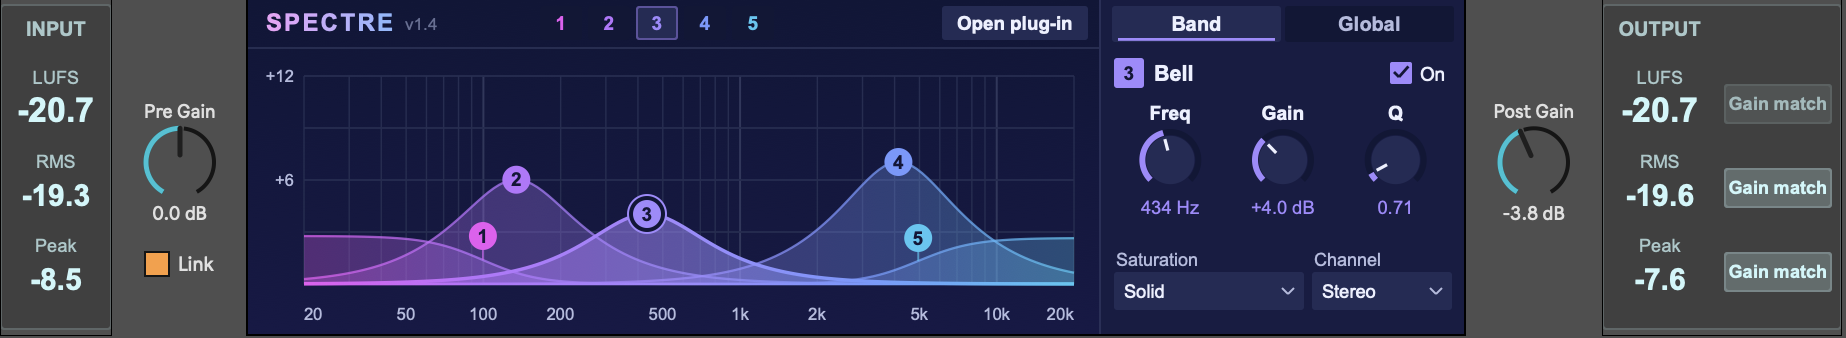 INPUT
LUFS
-20.7
RMS
-19.3
Peak
-8.5
Pre Gain
0.0 dB
Link
SPECTRE v1.4
1 2 3 4 5
Open plug-in
+12
+6
1
2
3
4
5
20 50 100 200 500 1k 2k 5k 10k 20k
Band Global
3 Bell
On
Freq Gain Q
434 Hz +4.0 dB 0.71
Saturation Channel
Solid Stereo
Post Gain
-3.8 dB
OUTPUT
LUFS
-20.7 Gain match
RMS
-19.6 Gain match
Peak
-7.6 Gain match